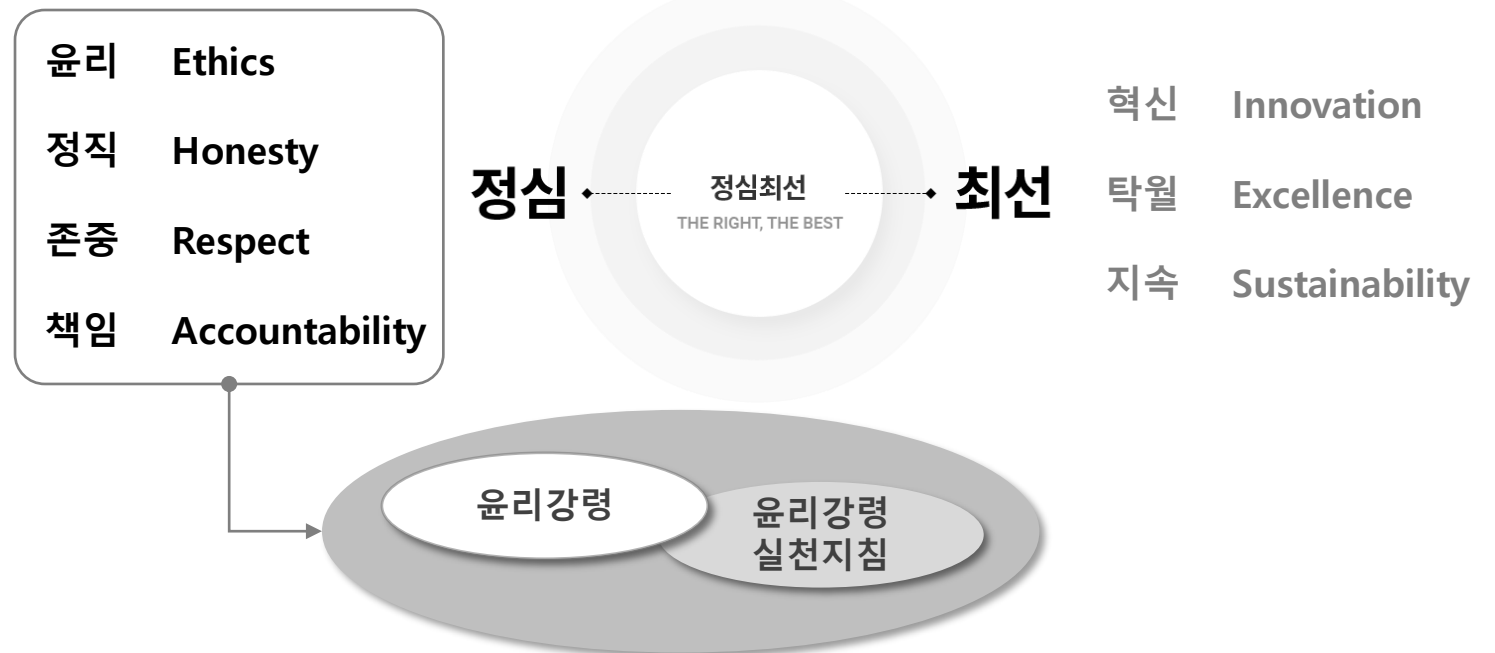 윤리 Ethics
정직 Honesty
존중 Respect
책임 Accountability
정심
정심최선
THE RIGHT, THE BEST
최선
혁신 Innovation
탁월 Excellence
지속 Sustainability
윤리강령
윤리강령
실천지침